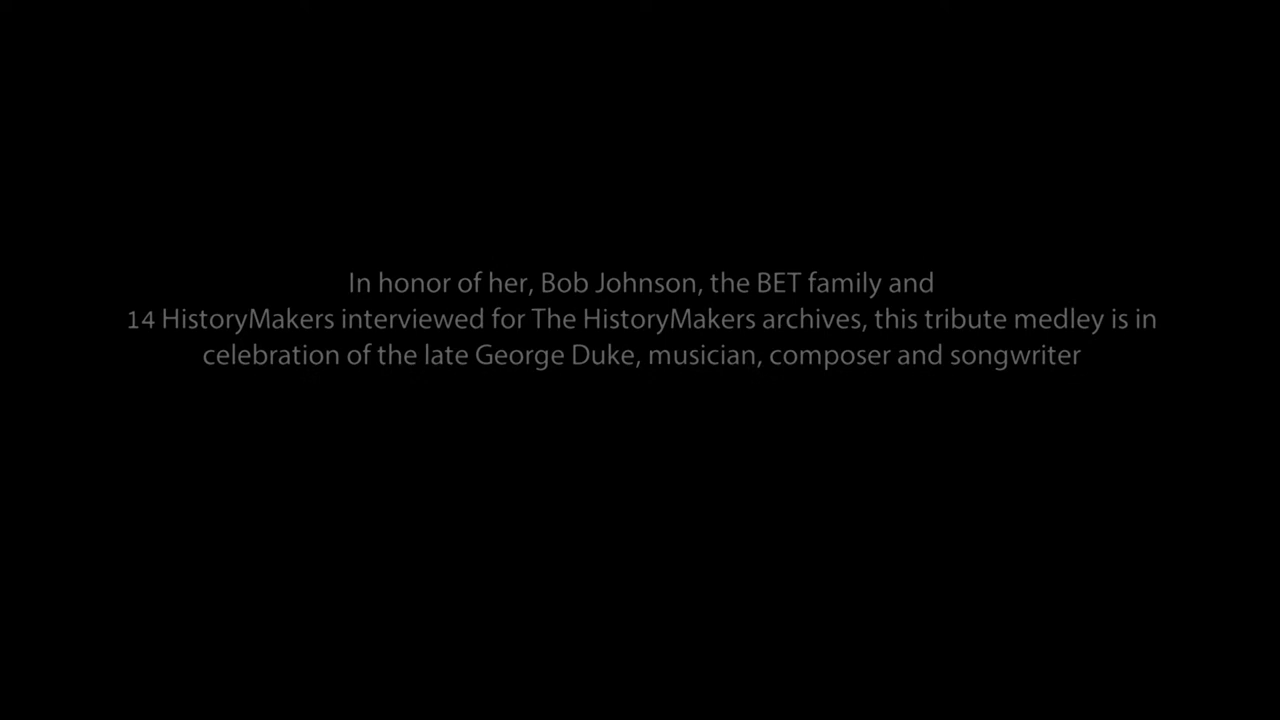 In honor of her, Bob Johnson, the BET family and
14 HistoryMakers interviewed for The HistoryMakers archives, this tribute medley is in
celebration of the late George Duke, musician, composer and songwriter